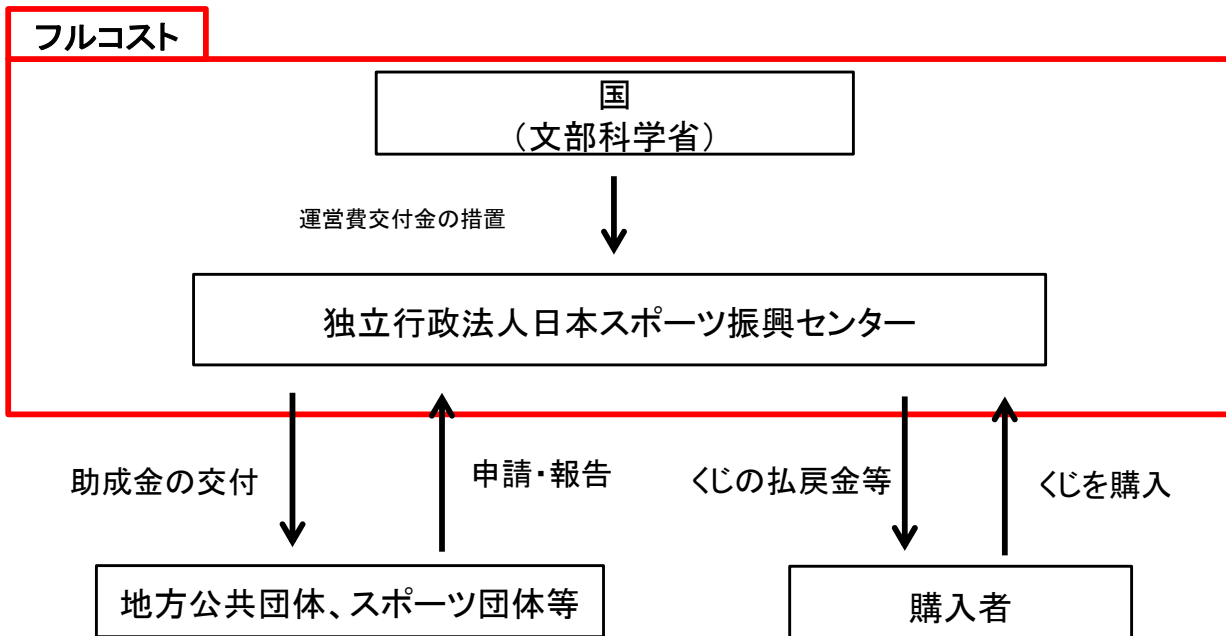 フルコスト
国
（文部科学省）
運営費交付金の措置
独立行政法人日本スポーツ振興センター
助成金の交付
申請・報告
くじの払戻金等
くじを購入
地方公共団体、スポーツ団体等
購入者